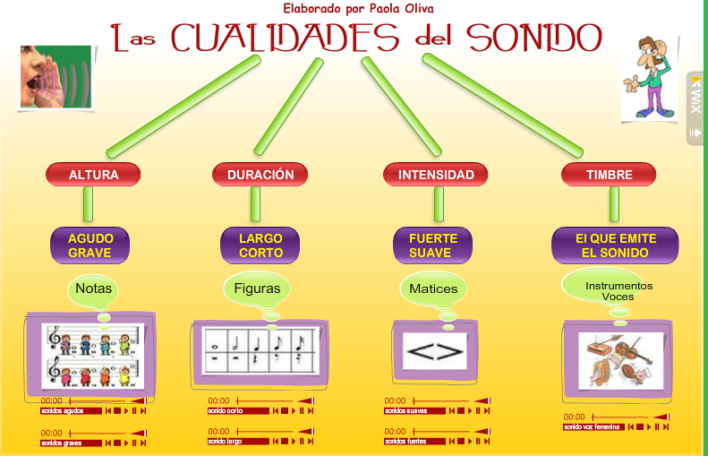 Elaborado por Paola Oliva
Las CUALIDADES del SONIDO
WiX
ALTURA
DURACIÓN
INTENSIDAD
TIMBRE
AGUDO
GRAVE
LARGO
CORTO
FUERTE
SUAVE
El QUE EMITE
EL SONIDO
Notas
Figuras
Matices
Instrumentos
Voces
00:00
sonidos agudos
00:00
sonidos graves
00:00
sonido corto
00:00
sonido largo
00:00
sonidos suaves
00:00
sonidos fuertes
00:00
sonido voz femenina